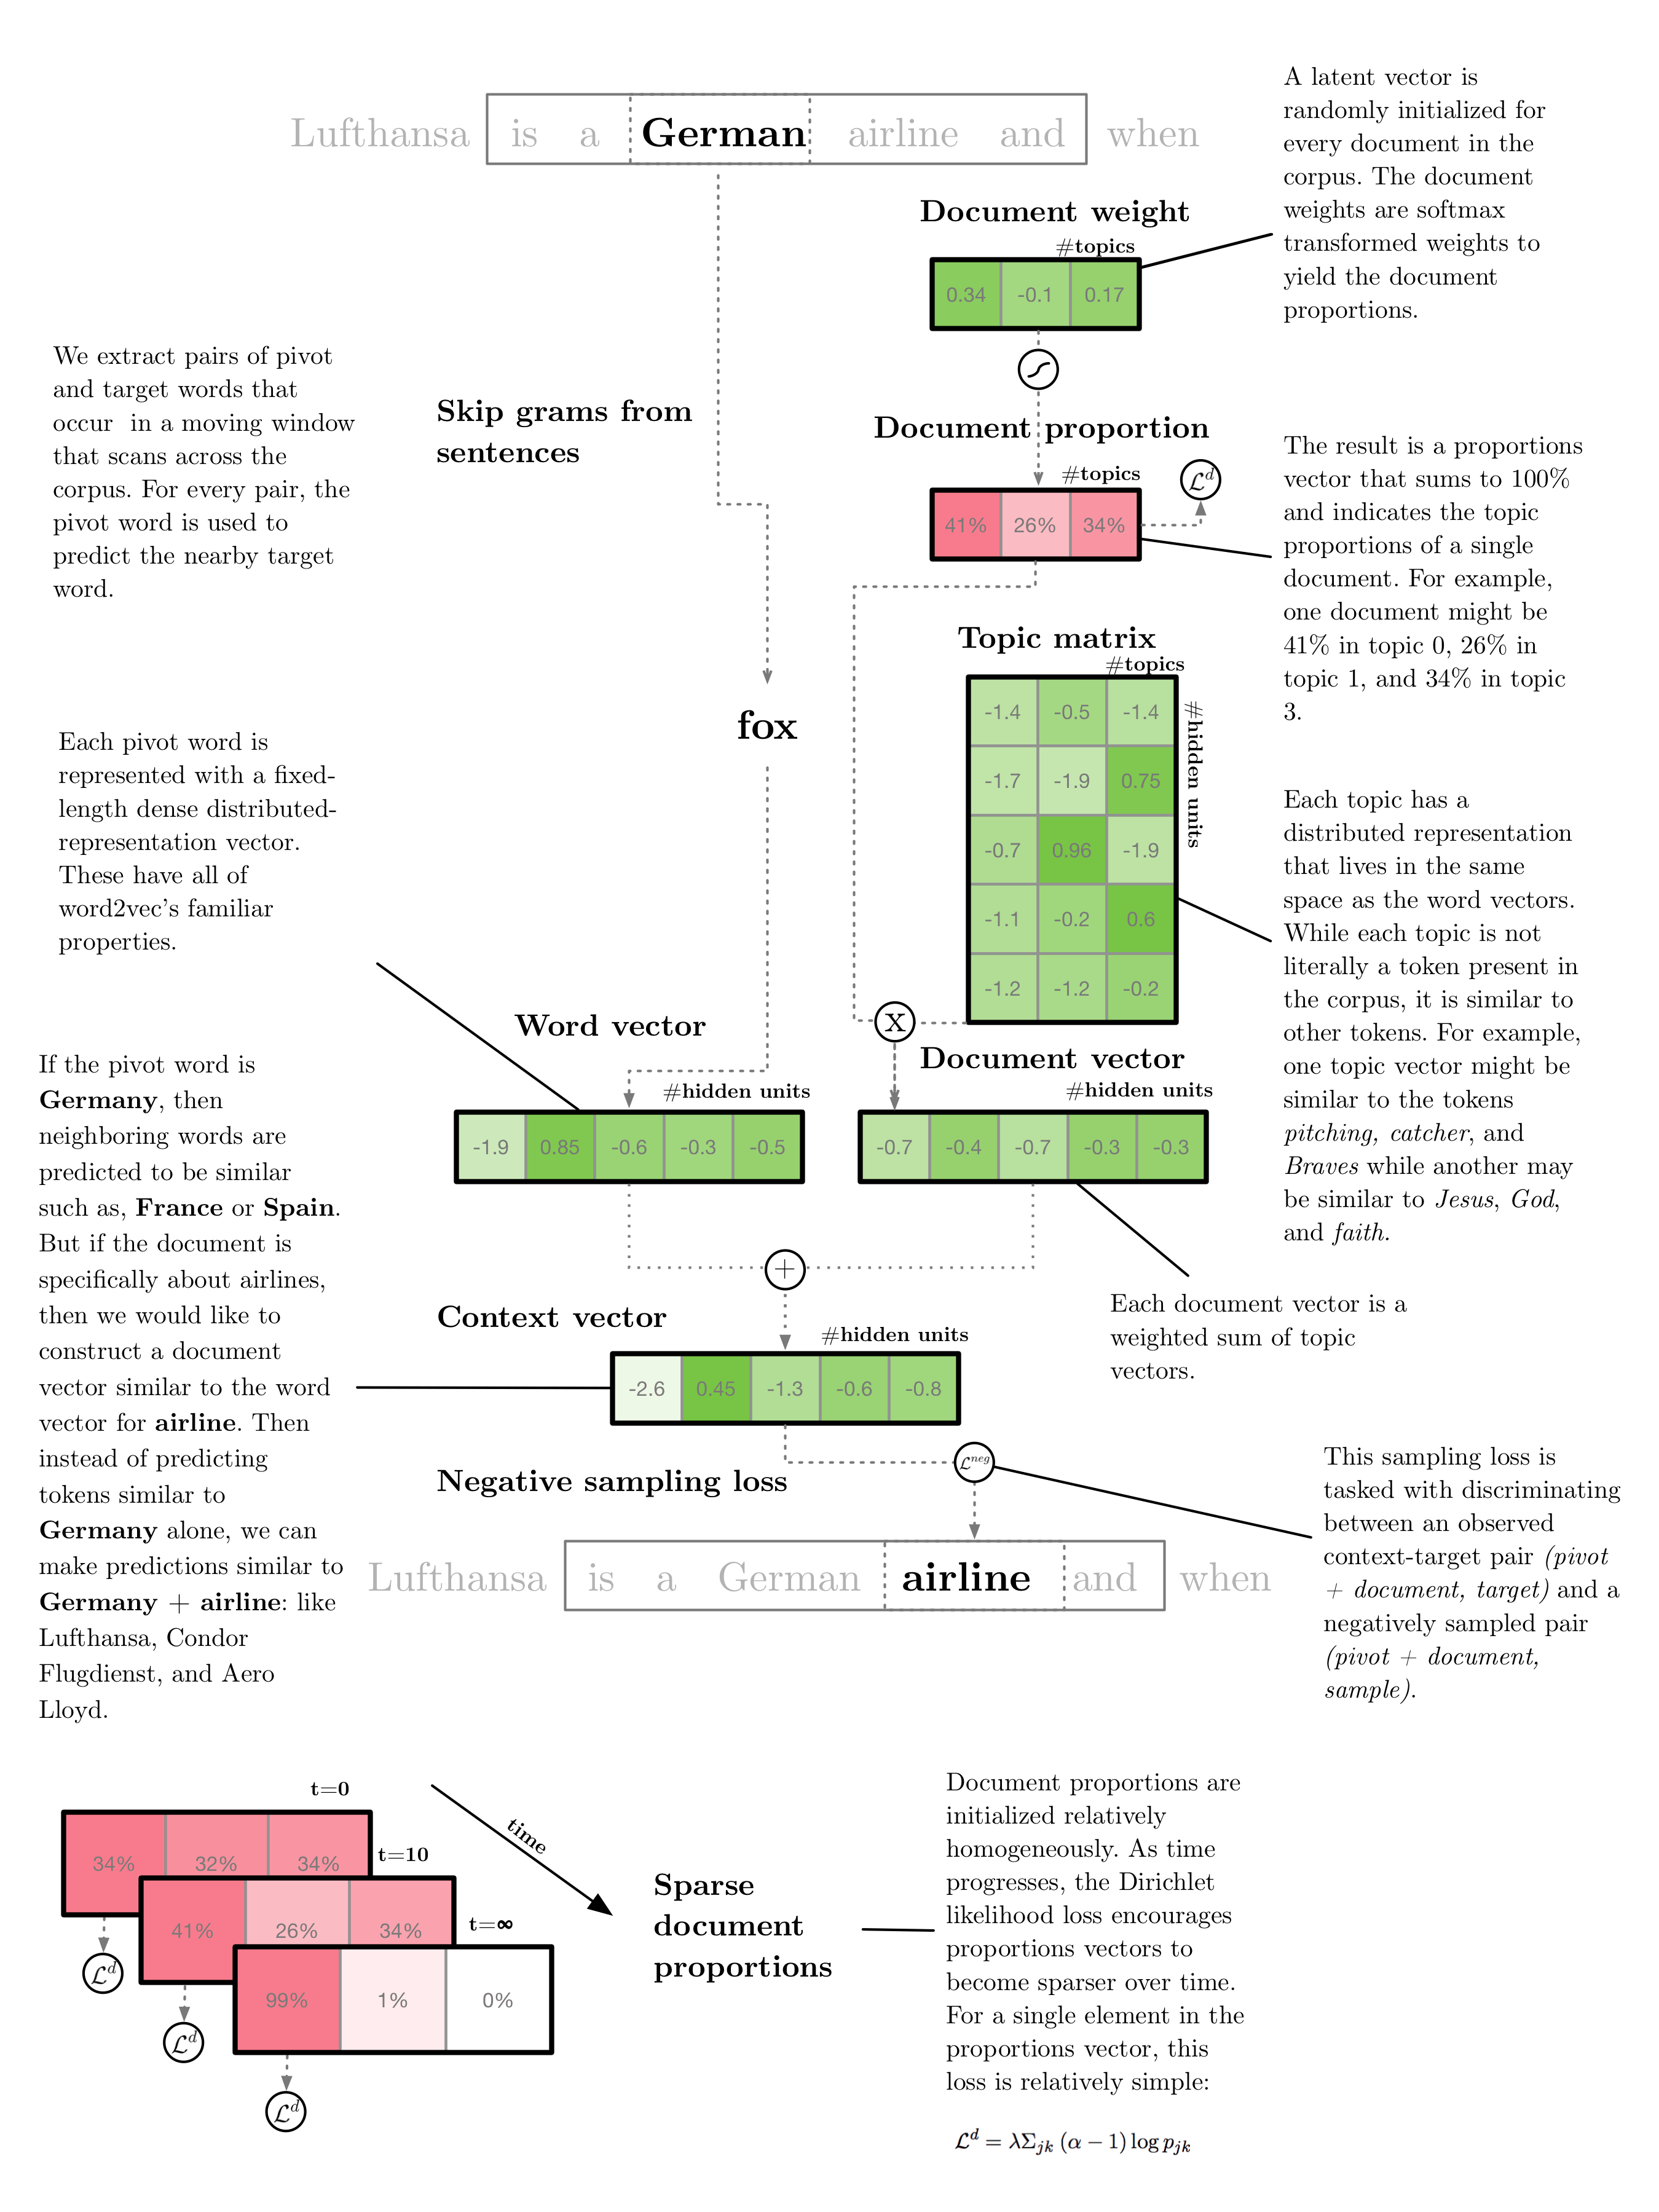 Lufthansa is a German airline and when
A latent vector is
randomly initialized for
every document in the
corpus. The document
weights are softmax
transformed weights to
yield the document
proportions.
Document weight
#topics
0.34 -0.1 0.17
We extract pairs of pivot
and target words that
occur in a moving window
that scans across the
corpus. For every pair, the
pivot word is used to
predict the nearby target
word.
Skip grams from
sentences
Document proportion
#topics
41% 26% 34%
ℒᵈ
The result is a proportions
vector that sums to 100%
and indicates the topic
proportions of a single
document. For example,
one document might be
41% in topic 0, 26% in
topic 1, and 34% in topic
3.
Topic matrix
#topics
#hidden units
-1.4 -0.5 -1.4
-1.7 -1.9 0.75
-0.7 0.96 -1.9
-1.1 -0.2 0.6
-1.2 -1.2 -0.2
fox
Each pivot word is
represented with a fixed-
length dense distributed-
representation vector.
These have all of
word2vec's familiar
properties.
Each topic has a
distributed representation
that lives in the same
space as the word vectors.
While each topic is not
literally a token present in
the corpus, it is similar to
other tokens. For example,
one topic vector might be
similar to the tokens
pitching, catcher, and
Braves while another may
be similar to Jesus, God,
and faith.
X
Word vector
#hidden units
-1.9 0.85 -0.6 -0.3 -0.5
Document vector
#hidden units
-0.7 -0.4 -0.7 -0.3 -0.3
+
If the pivot word is
Germany, then
neighboring words are
predicted to be similar
such as, France or Spain.
But if the document is
specifically about airlines,
then we would like to
construct a document
vector similar to the word
vector for airline. Then
instead of predicting
tokens similar to
Germany alone, we can
make predictions similar to
Germany + airline: like
Lufthansa, Condor
Flugdienst, and Aero
Lloyd.
Each document vector is a
weighted sum of topic
vectors.
Context vector
#hidden units
-2.6 0.45 -1.3 -0.6 -0.8
Negative sampling loss
ℒⁿᵉᵍ
Lufthansa is a German airline and when
This sampling loss is
tasked with discriminating
between an observed
context-target pair (pivot
+ document, target) and a
negatively sampled pair
(pivot + document,
sample).
t=0
34% 32% 34%
ℒᵈ
t=10
41% 26% 34%
ℒᵈ
t=∞
99% 1% 0%
ℒᵈ
time
Sparse
document
proportions
Document proportions are
initialized relatively
homogeneously. As time
progresses, the Dirichlet
likelihood loss encourages
proportions vectors to
become sparser over time.
For a single element in the
proportions vector, this
loss is relatively simple:
ℒᵈ = λΣⱼₖ (α − 1) log pⱼₖ